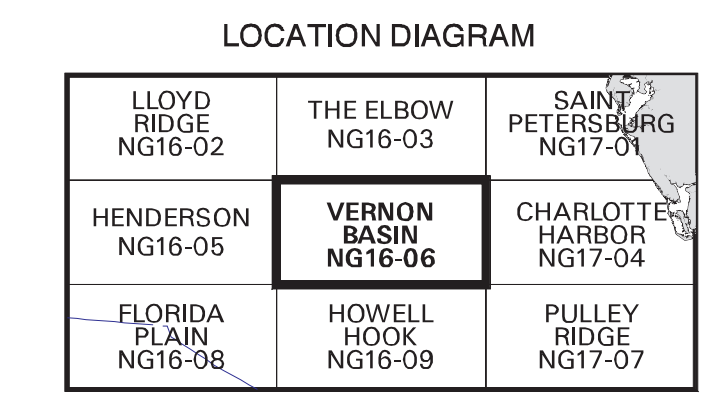 LOCATION DIAGRAM
LLOYD
RIDGE
NG16-02
THE ELBOW
NG16-03
SAINT
PETERSBURG
NG17-01
HENDERSON
NG16-05
VERNON
BASIN
NG16-06
CHARLOTTE
HARBOR
NG17-04
FLORIDA
PLAIN
NG16-08
HOWELL
HOOK
NG16-09
PULLEY
RIDGE
NG17-07